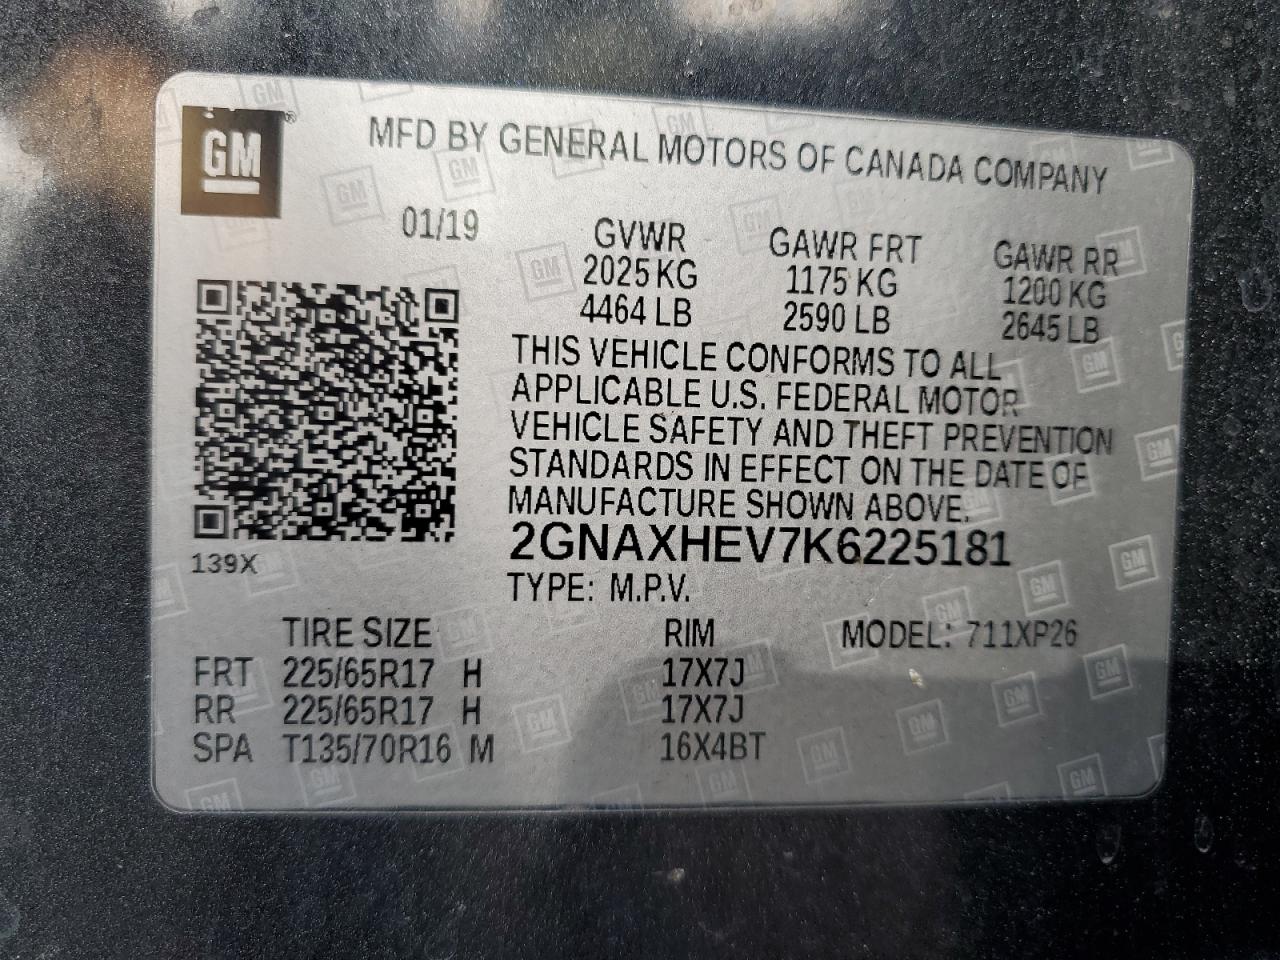 GM
MFD BY GENERAL MOTORS OF CANADA COMPANY
01/19
GVWR GAWR FRT GAWR RR
2025 KG 1175 KG 1200 KG
4464 LB 2590 LB 2645 LB
THIS VEHICLE CONFORMS TO ALL
APPLICABLE U.S. FEDERAL MOTOR
VEHICLE SAFETY AND THEFT PREVENTION
STANDARDS IN EFFECT ON THE DATE OF
MANUFACTURE SHOWN ABOVE.
2GNAXHEV7K6225181
139X
TYPE: M.P.V.
TIRE SIZE RIM MODEL: 711XP26
FRT 225/65R17 H 17X7J
RR 225/65R17 H 17X7J
SPA T135/70R16 M 16X4BT